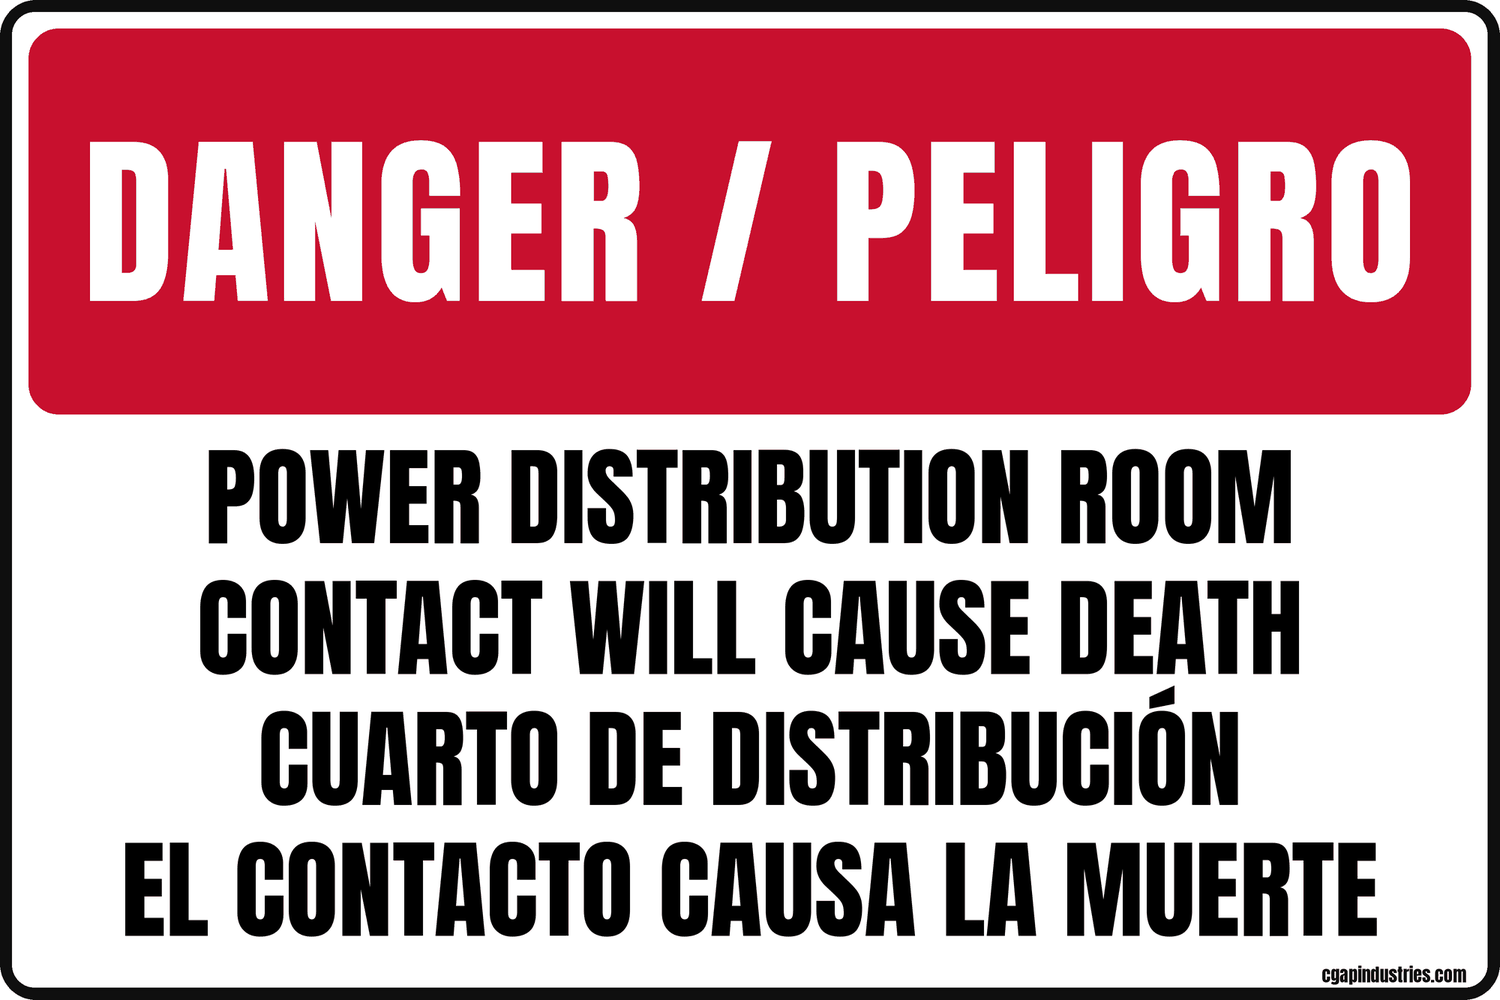 DANGER / PELIGRO
POWER DISTRIBUTION ROOM
CONTACT WILL CAUSE DEATH
CUARTO DE DISTRIBUCIÓN
EL CONTACTO CAUSA LA MUERTE
cgapindustries.com